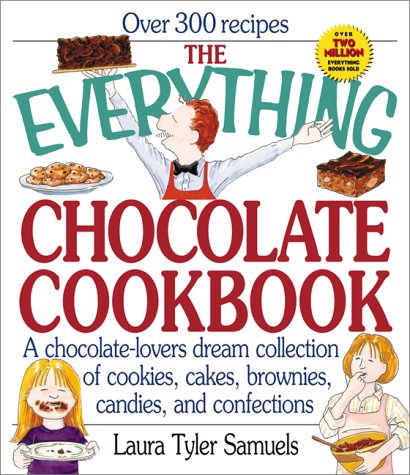 Over 300 recipes
THE
OVER
TWO
MILLION
EVERYTHING
BOOKS SOLD
EVERYTHING
CHOCOLATE
COOKBOOK
A chocolate-lovers dream collection
of cookies, cakes, brownies,
candies, and confections
Laura Tyler Samuels